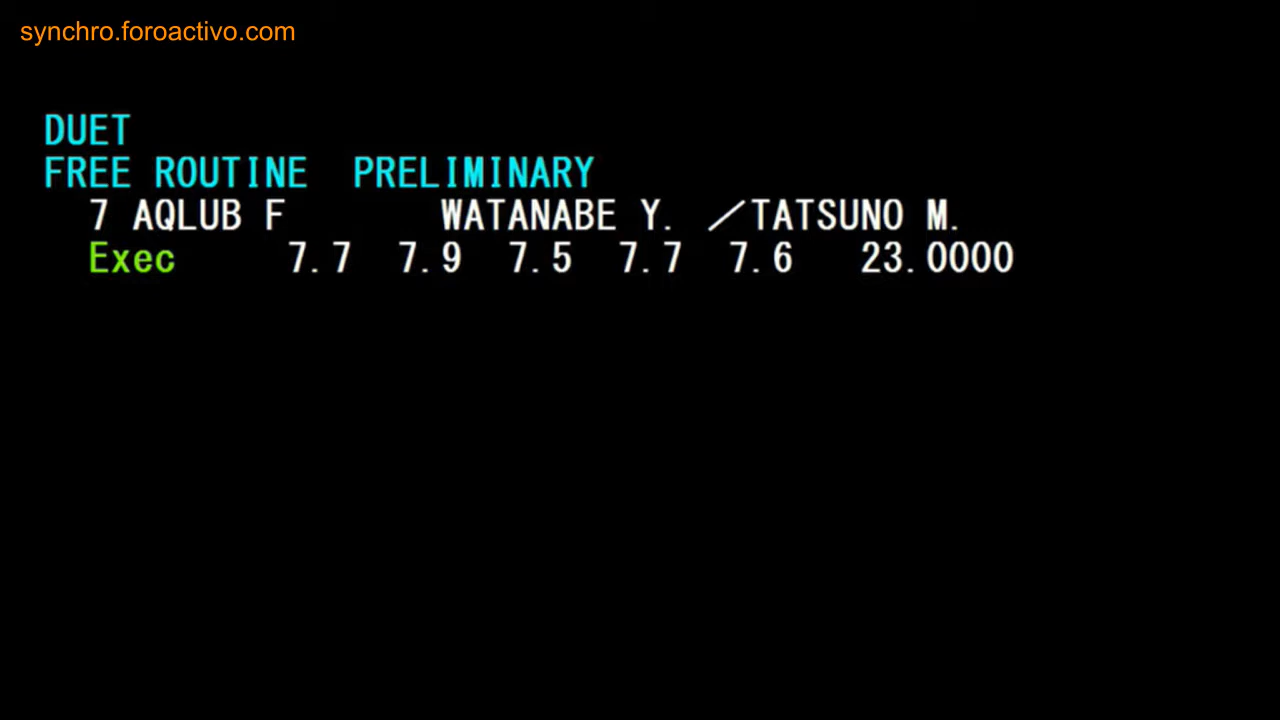 synchro.foroactivo.com
DUET
FREE ROUTINE PRELIMINARY
7 AQLUB F WATANABE Y. /TATSUNO M.
Exec 7.7 7.9 7.5 7.7 7.6 23.0000